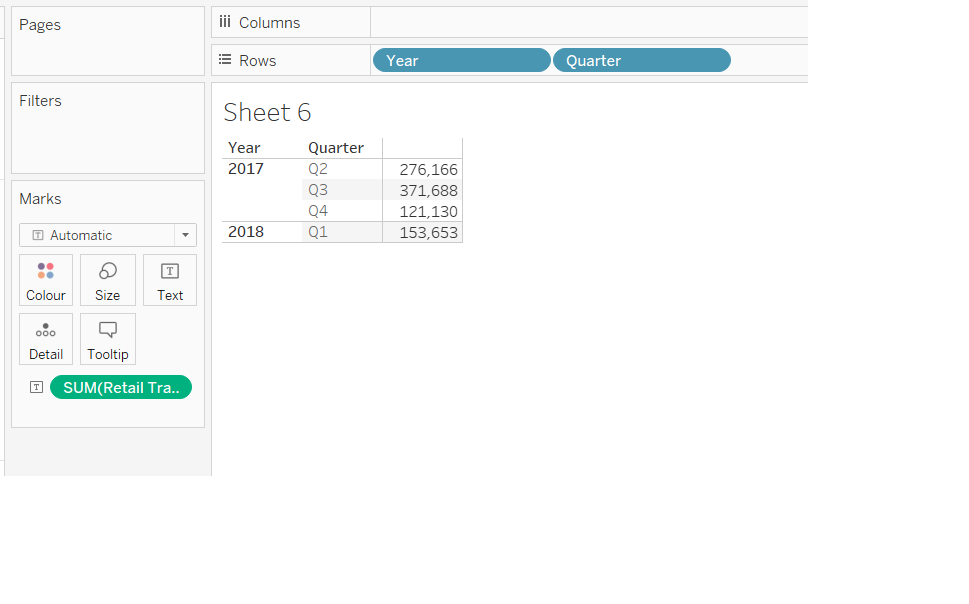 Pages
Columns
Rows
Year
Quarter
Filters
Sheet 6
Year Quarter
2017 Q2 276,166
Q3 371,688
Q4 121,130
2018 Q1 153,653
Marks
T Automatic
Colour Size T Text
Detail Tooltip
T SUM(Retail Tra..